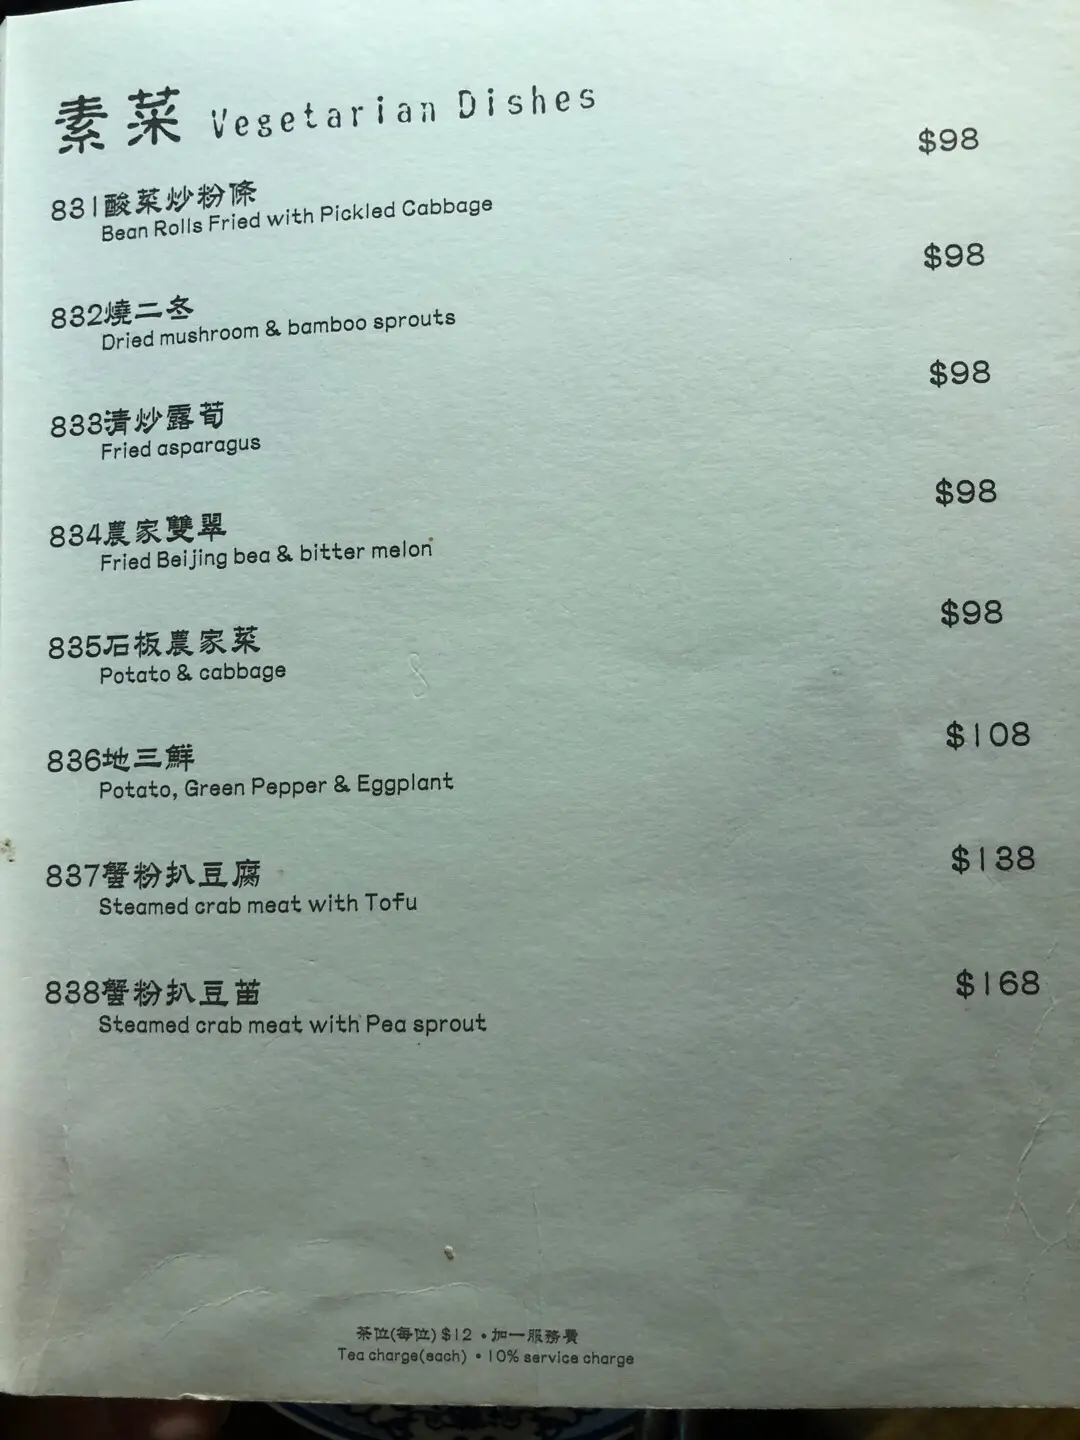 素菜 Vegetarian Dishes
831酸菜炒粉條 $98
Bean Rolls Fried with Pickled Cabbage
832燒二冬 $98
Dried mushroom & bamboo sprouts
833清炒露荀 $98
Fried asparagus
834農家雙翠 $98
Fried Beijing bea & bitter melon
835石板農家菜 $98
Potato & cabbage
836地三鮮 $108
Potato, Green Pepper & Eggplant
837蟹粉扒豆腐 $138
Steamed crab meat with Tofu
838蟹粉扒豆苗 $168
Steamed crab meat with Pea sprout
茶位(每位) $12 • 加一服務費
Tea charge(each) • 10% service charge